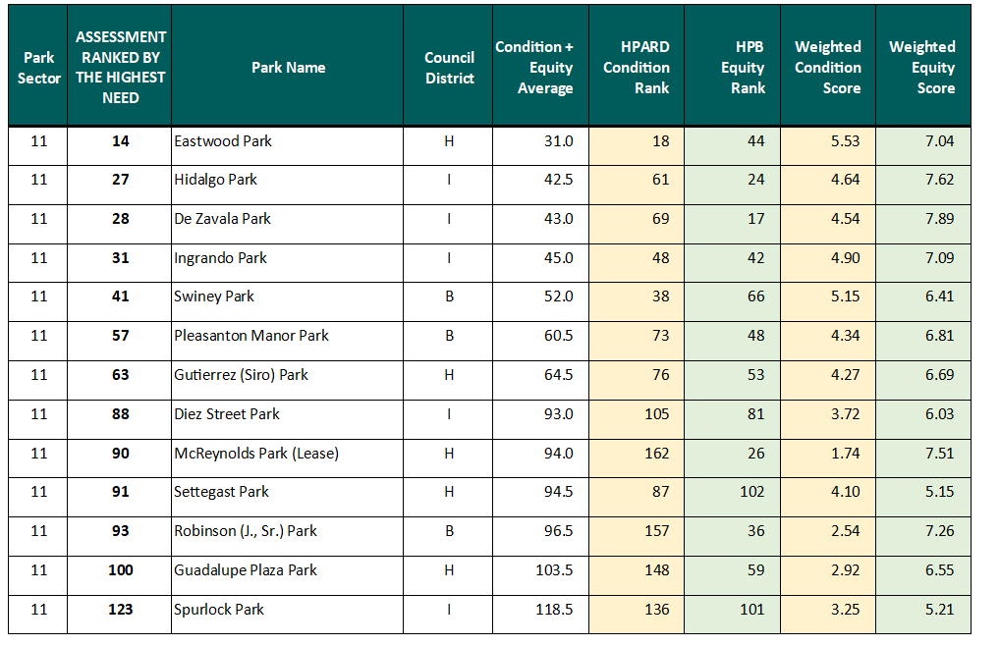 Park Sector | ASSESSMENT RANKED BY THE HIGHEST NEED | Park Name | Council District | Condition + Equity Average | HPARD Condition Rank | HPB Equity Rank | Weighted Condition Score | Weighted Equity Score
11 | 14 | Eastwood Park | H | 31.0 | 18 | 44 | 5.53 | 7.04
11 | 27 | Hidalgo Park | I | 42.5 | 61 | 24 | 4.64 | 7.62
11 | 28 | De Zavala Park | I | 43.0 | 69 | 17 | 4.54 | 7.89
11 | 31 | Ingrando Park | I | 45.0 | 48 | 42 | 4.90 | 7.09
11 | 41 | Swiney Park | B | 52.0 | 38 | 66 | 5.15 | 6.41
11 | 57 | Pleasanton Manor Park | B | 60.5 | 73 | 48 | 4.34 | 6.81
11 | 63 | Gutierrez (Siro) Park | H | 64.5 | 76 | 53 | 4.27 | 6.69
11 | 88 | Diez Street Park | I | 93.0 | 105 | 81 | 3.72 | 6.03
11 | 90 | McReynolds Park (Lease) | H | 94.0 | 162 | 26 | 1.74 | 7.51
11 | 91 | Settegast Park | H | 94.5 | 87 | 102 | 4.10 | 5.15
11 | 93 | Robinson (J., Sr.) Park | B | 96.5 | 157 | 36 | 2.54 | 7.26
11 | 100 | Guadalupe Plaza Park | H | 103.5 | 148 | 59 | 2.92 | 6.55
11 | 123 | Spurlock Park | I | 118.5 | 136 | 101 | 3.25 | 5.21